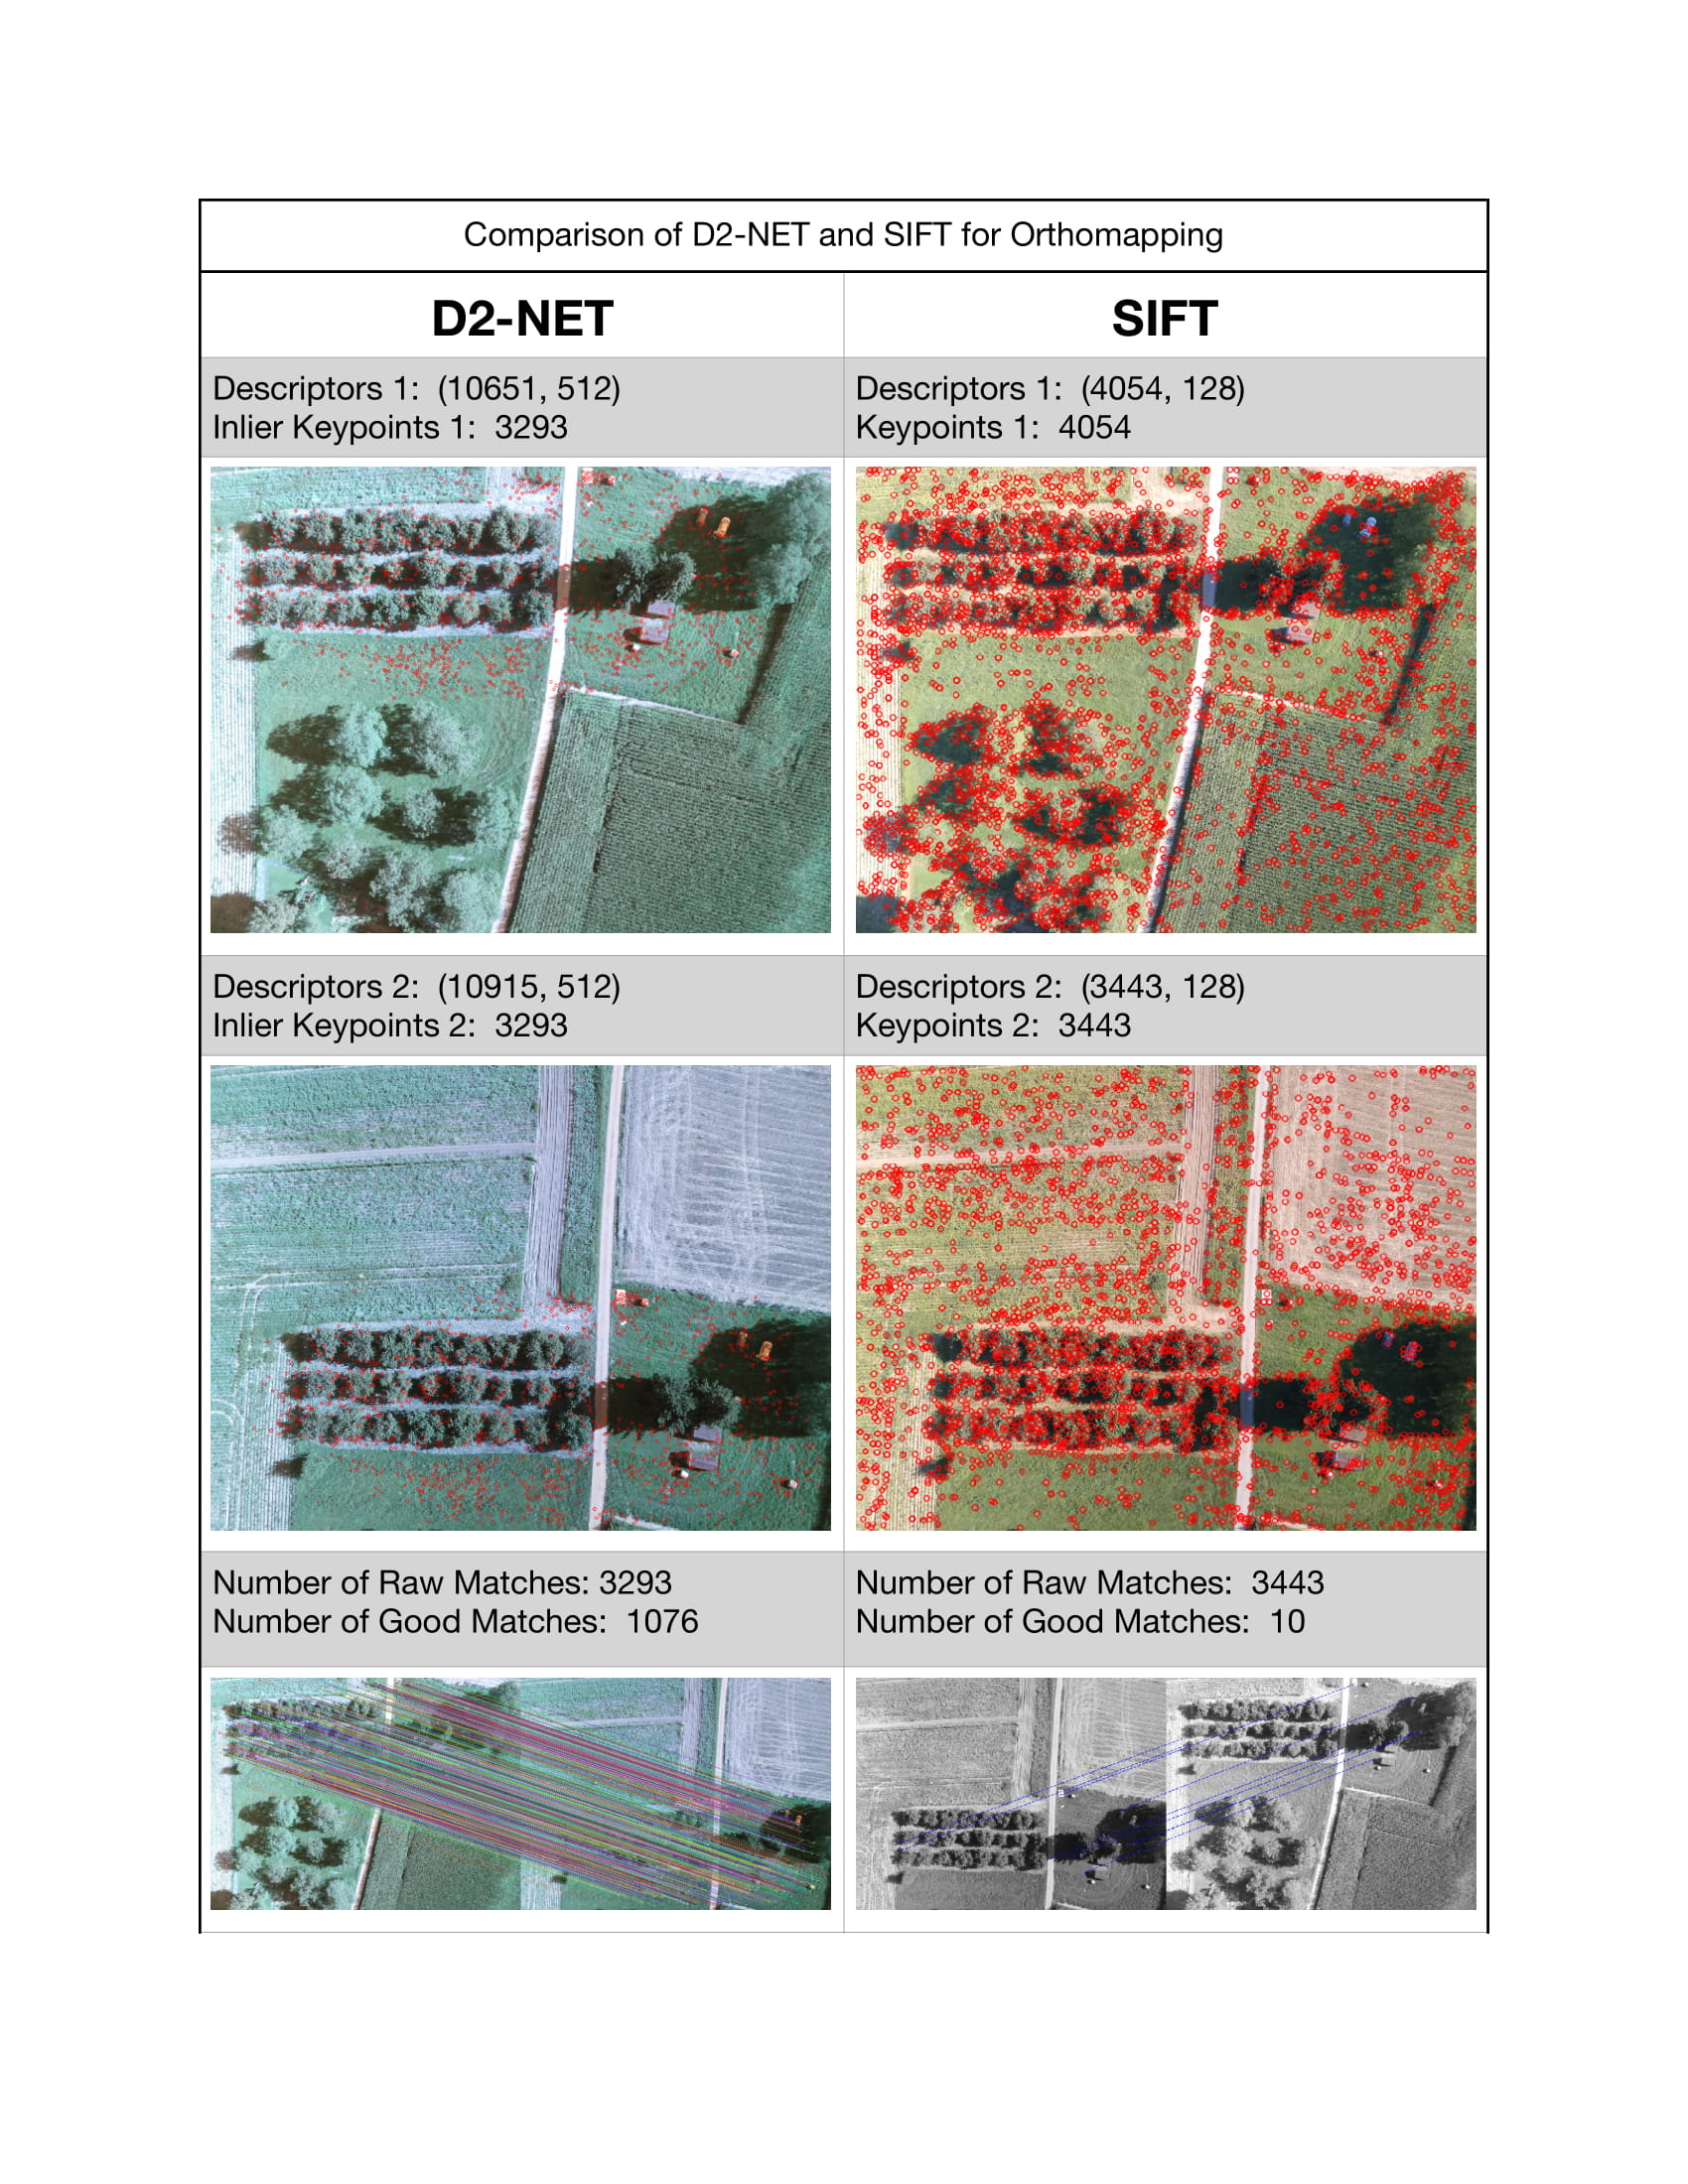 Comparison of D2-NET and SIFT for Orthomapping
D2-NET
SIFT
Descriptors 1: (10651, 512)
Inlier Keypoints 1: 3293
Descriptors 1: (4054, 128)
Keypoints 1: 4054
Descriptors 2: (10915, 512)
Inlier Keypoints 2: 3293
Descriptors 2: (3443, 128)
Keypoints 2: 3443
Number of Raw Matches: 3293
Number of Good Matches: 1076
Number of Raw Matches: 3443
Number of Good Matches: 10